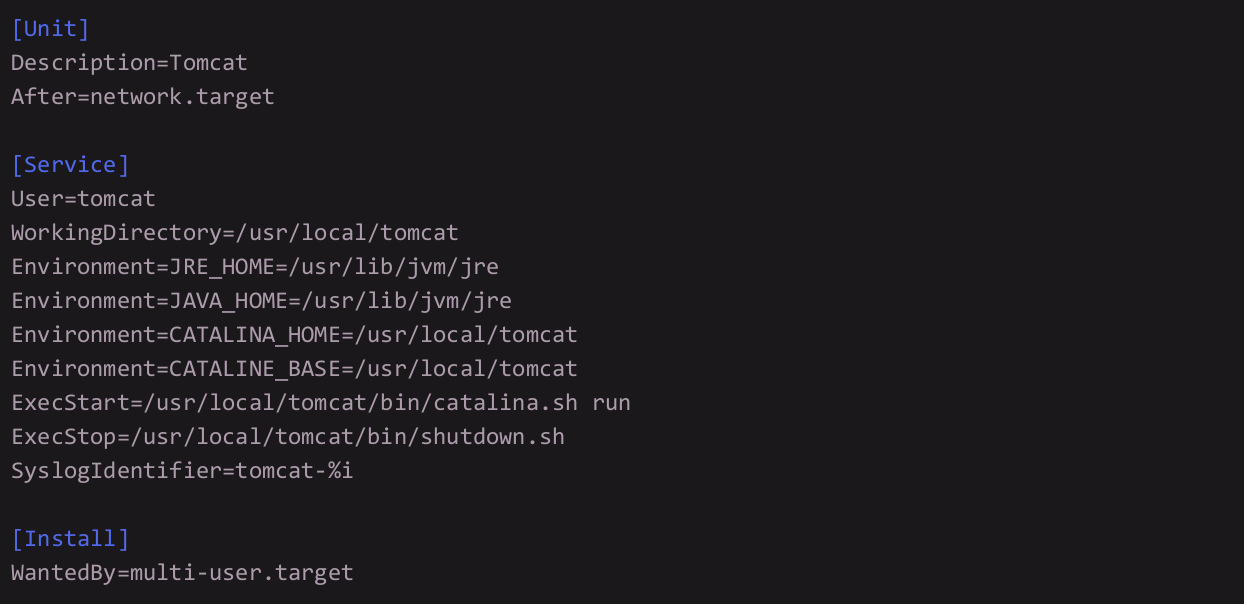 [Unit]
Description=Tomcat
After=network.target

[Service]
User=tomcat
WorkingDirectory=/usr/local/tomcat
Environment=JRE_HOME=/usr/lib/jvm/jre
Environment=JAVA_HOME=/usr/lib/jvm/jre
Environment=CATALINA_HOME=/usr/local/tomcat
Environment=CATALINE_BASE=/usr/local/tomcat
ExecStart=/usr/local/tomcat/bin/catalina.sh run
ExecStop=/usr/local/tomcat/bin/shutdown.sh
SyslogIdentifier=tomcat-%i

[Install]
WantedBy=multi-user.target